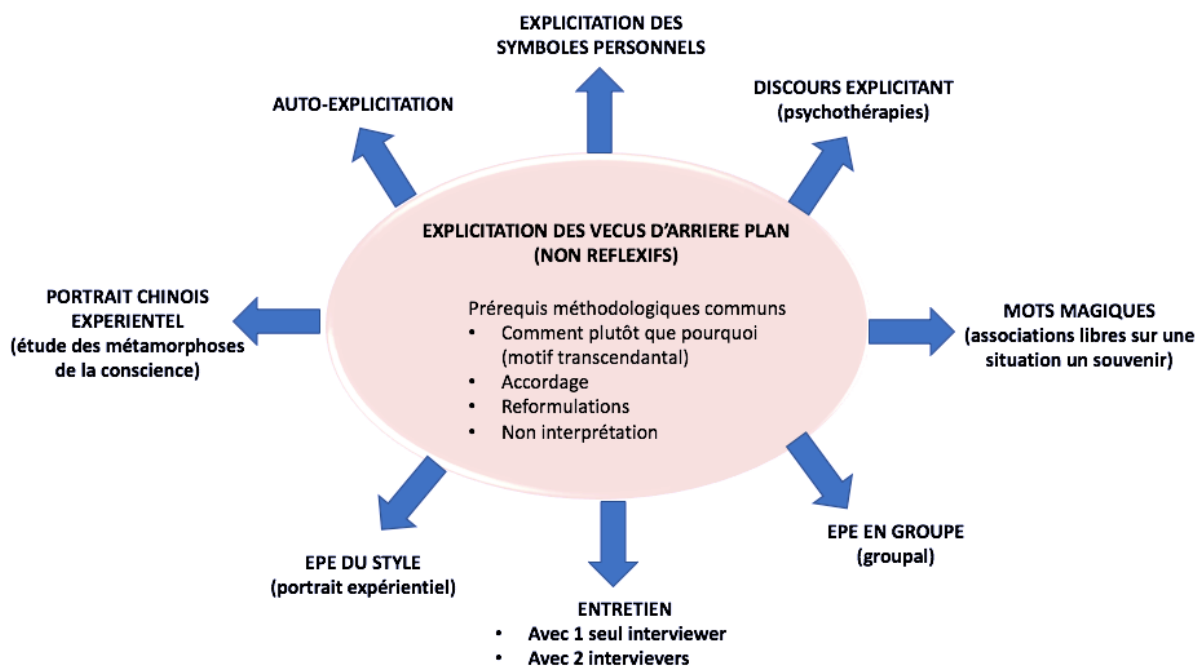 EXPLICITATION DES
SYMBOLES PERSONNELS
DISCOURS EXPLICITANT
(psychothérapies)
AUTO-EXPLICITATION
EXPLICITATION DES VECUS D'ARRIERE PLAN
(NON REFLEXIFS)
Prérequis méthodologiques communs
• Comment plutôt que pourquoi
(motif transcendantal)
• Accordage
• Reformulations
• Non interprétation
PORTRAIT CHINOIS
EXPERIENTEL
(étude des métamorphoses
de la conscience)
MOTS MAGIQUES
(associations libres sur une
situation un souvenir)
EPE EN GROUPE
(groupal)
EPE DU STYLE
(portrait expérientiel)
ENTRETIEN
• Avec 1 seul interviewer
• Avec 2 intervievers